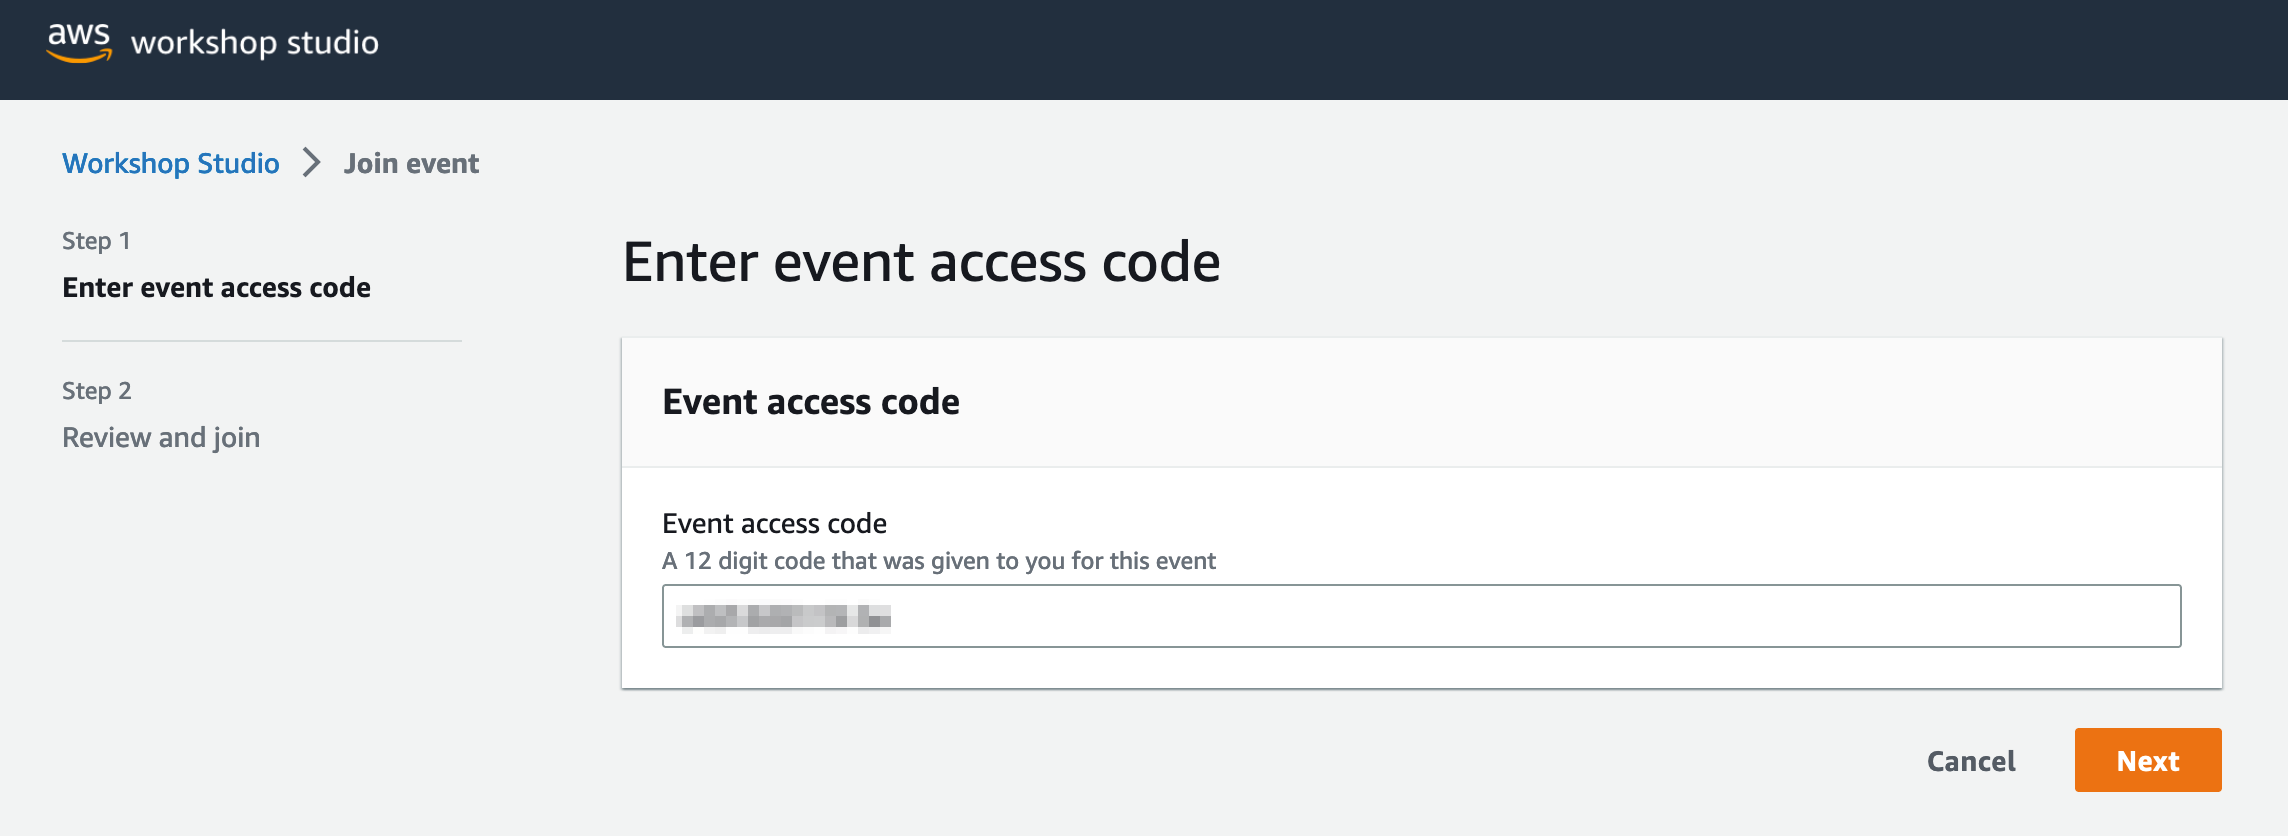 aws workshop studio
Workshop Studio > Join event
Step 1
Enter event access code
Step 2
Review and join
Enter event access code
Event access code
Event access code
A 12 digit code that was given to you for this event
Cancel
Next